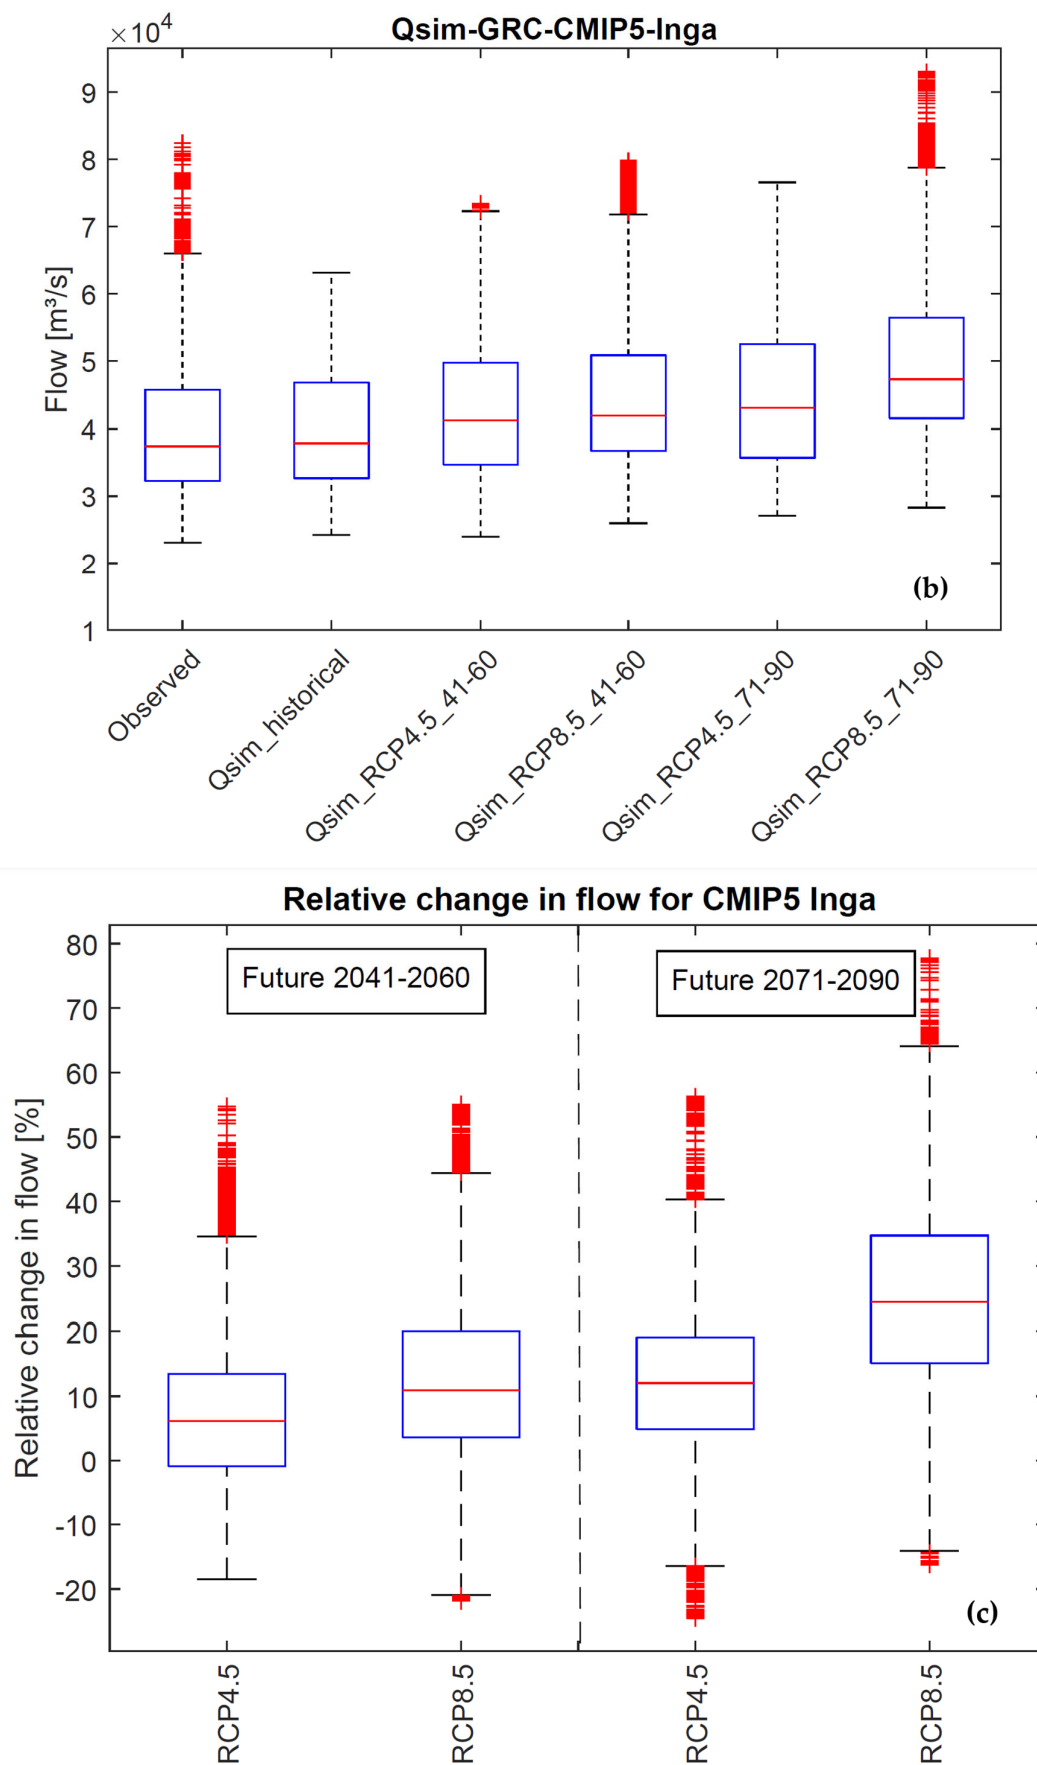 ×10⁴
Qsim-GRC-CMIP5-Inga
9
8
7
6
5
4
3
2
1
Flow [m³/s]
(b)
Observed
Qsim_historical
Qsim_RCP4.5_41-60
Qsim_RCP8.5_41-60
Qsim_RCP4.5_71-90
Qsim_RCP8.5_71-90
Relative change in flow for CMIP5 Inga
80
70
60
50
40
30
20
10
0
-10
-20
Relative change in flow [%]
Future 2041-2060
Future 2071-2090
(c)
RCP4.5
RCP8.5
RCP4.5
RCP8.5